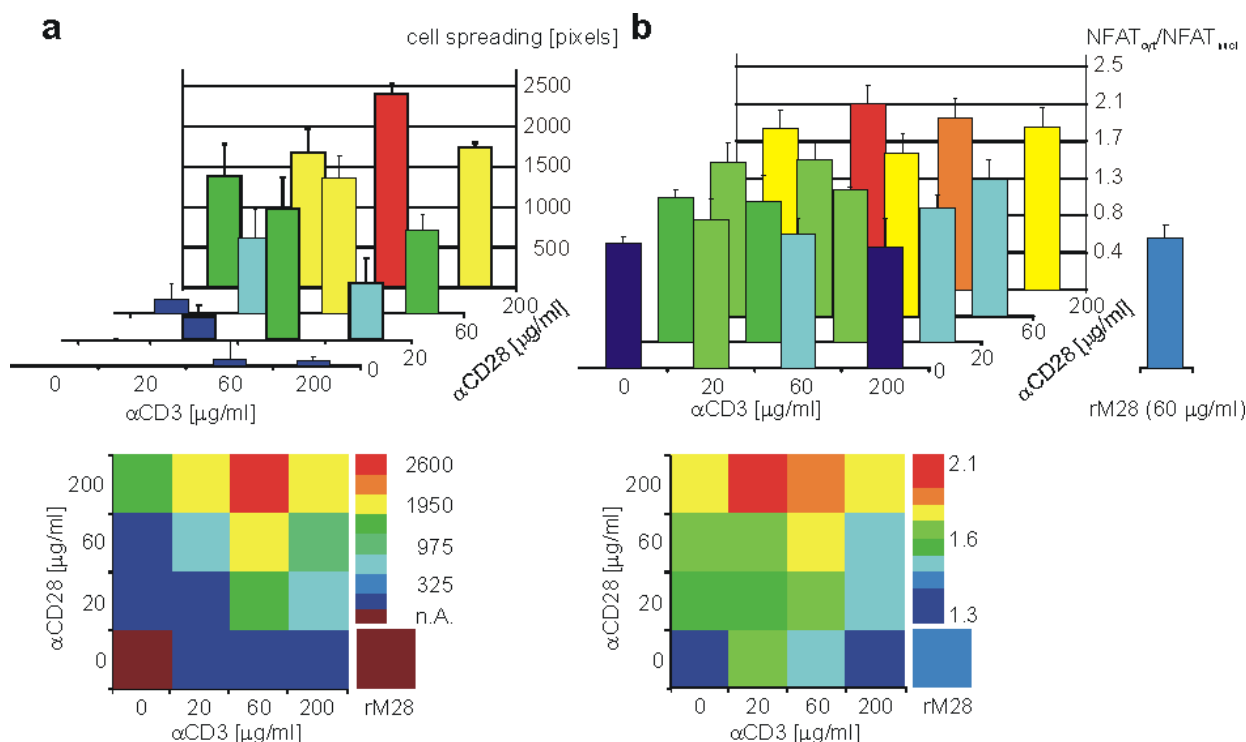 a
cell spreading [pixels]
2500
2000
1500
1000
500
200
60
20
0
αCD28 [μg/ml]
0 20 60 200
αCD3 [μg/ml]
b
NFATcyt/NFATnucl
2.5
2.1
1.7
1.3
0.8
0.4
200
60
20
0
αCD28 [μg/ml]
0 20 60 200
αCD3 [μg/ml]
rM28 (60 μg/ml)
200
60
20
0
αCD28 [μg/ml]
0 20 60 200 rM28
αCD3 [μg/ml]
2600
1950
975
325
n.A.
200
60
20
0
αCD28 [μg/ml]
0 20 60 200 rM28
αCD3 [μg/ml]
2.1
1.6
1.3